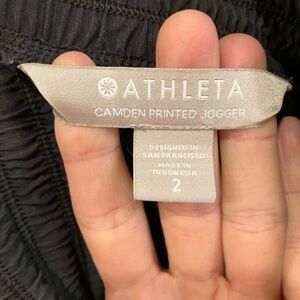 ATHLETA
CAMDEN PRINTED JOGGER
DESIGNED IN
SAN FRANCISCO
MADE IN
INDONESIA
2